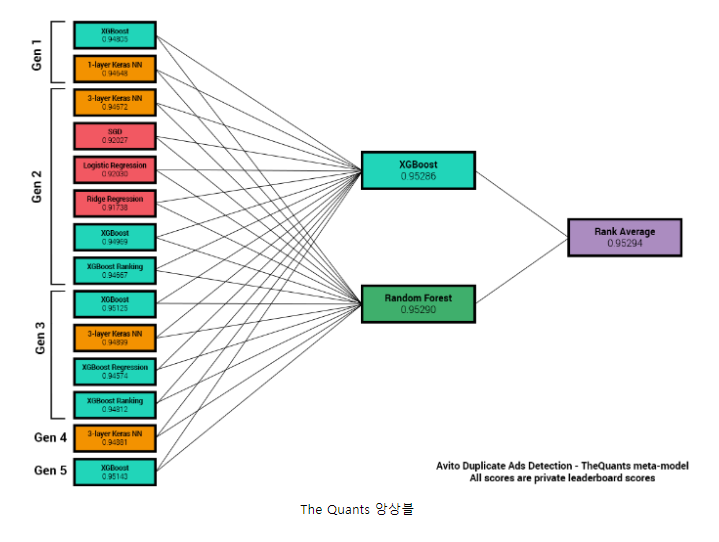 Gen 1
XGBoost
0.94805
1-layer Keras NN
0.94648
Gen 2
3-layer Keras NN
0.94572
SGD
0.92027
Logistic Regression
0.92030
Ridge Regression
0.91738
XGBoost
0.94969
XGBoost Ranking
0.94667
Gen 3
XGBoost
0.95125
3-layer Keras NN
0.94899
XGBoost Regression
0.94574
XGBoost Ranking
0.94812
Gen 4
3-layer Keras NN
0.94881
Gen 5
XGBoost
0.95143
XGBoost
0.95286
Random Forest
0.95290
Rank Average
0.95294
Avito Duplicate Ads Detection - TheQuants meta-model
All scores are private leaderboard scores
The Quants 앙상블